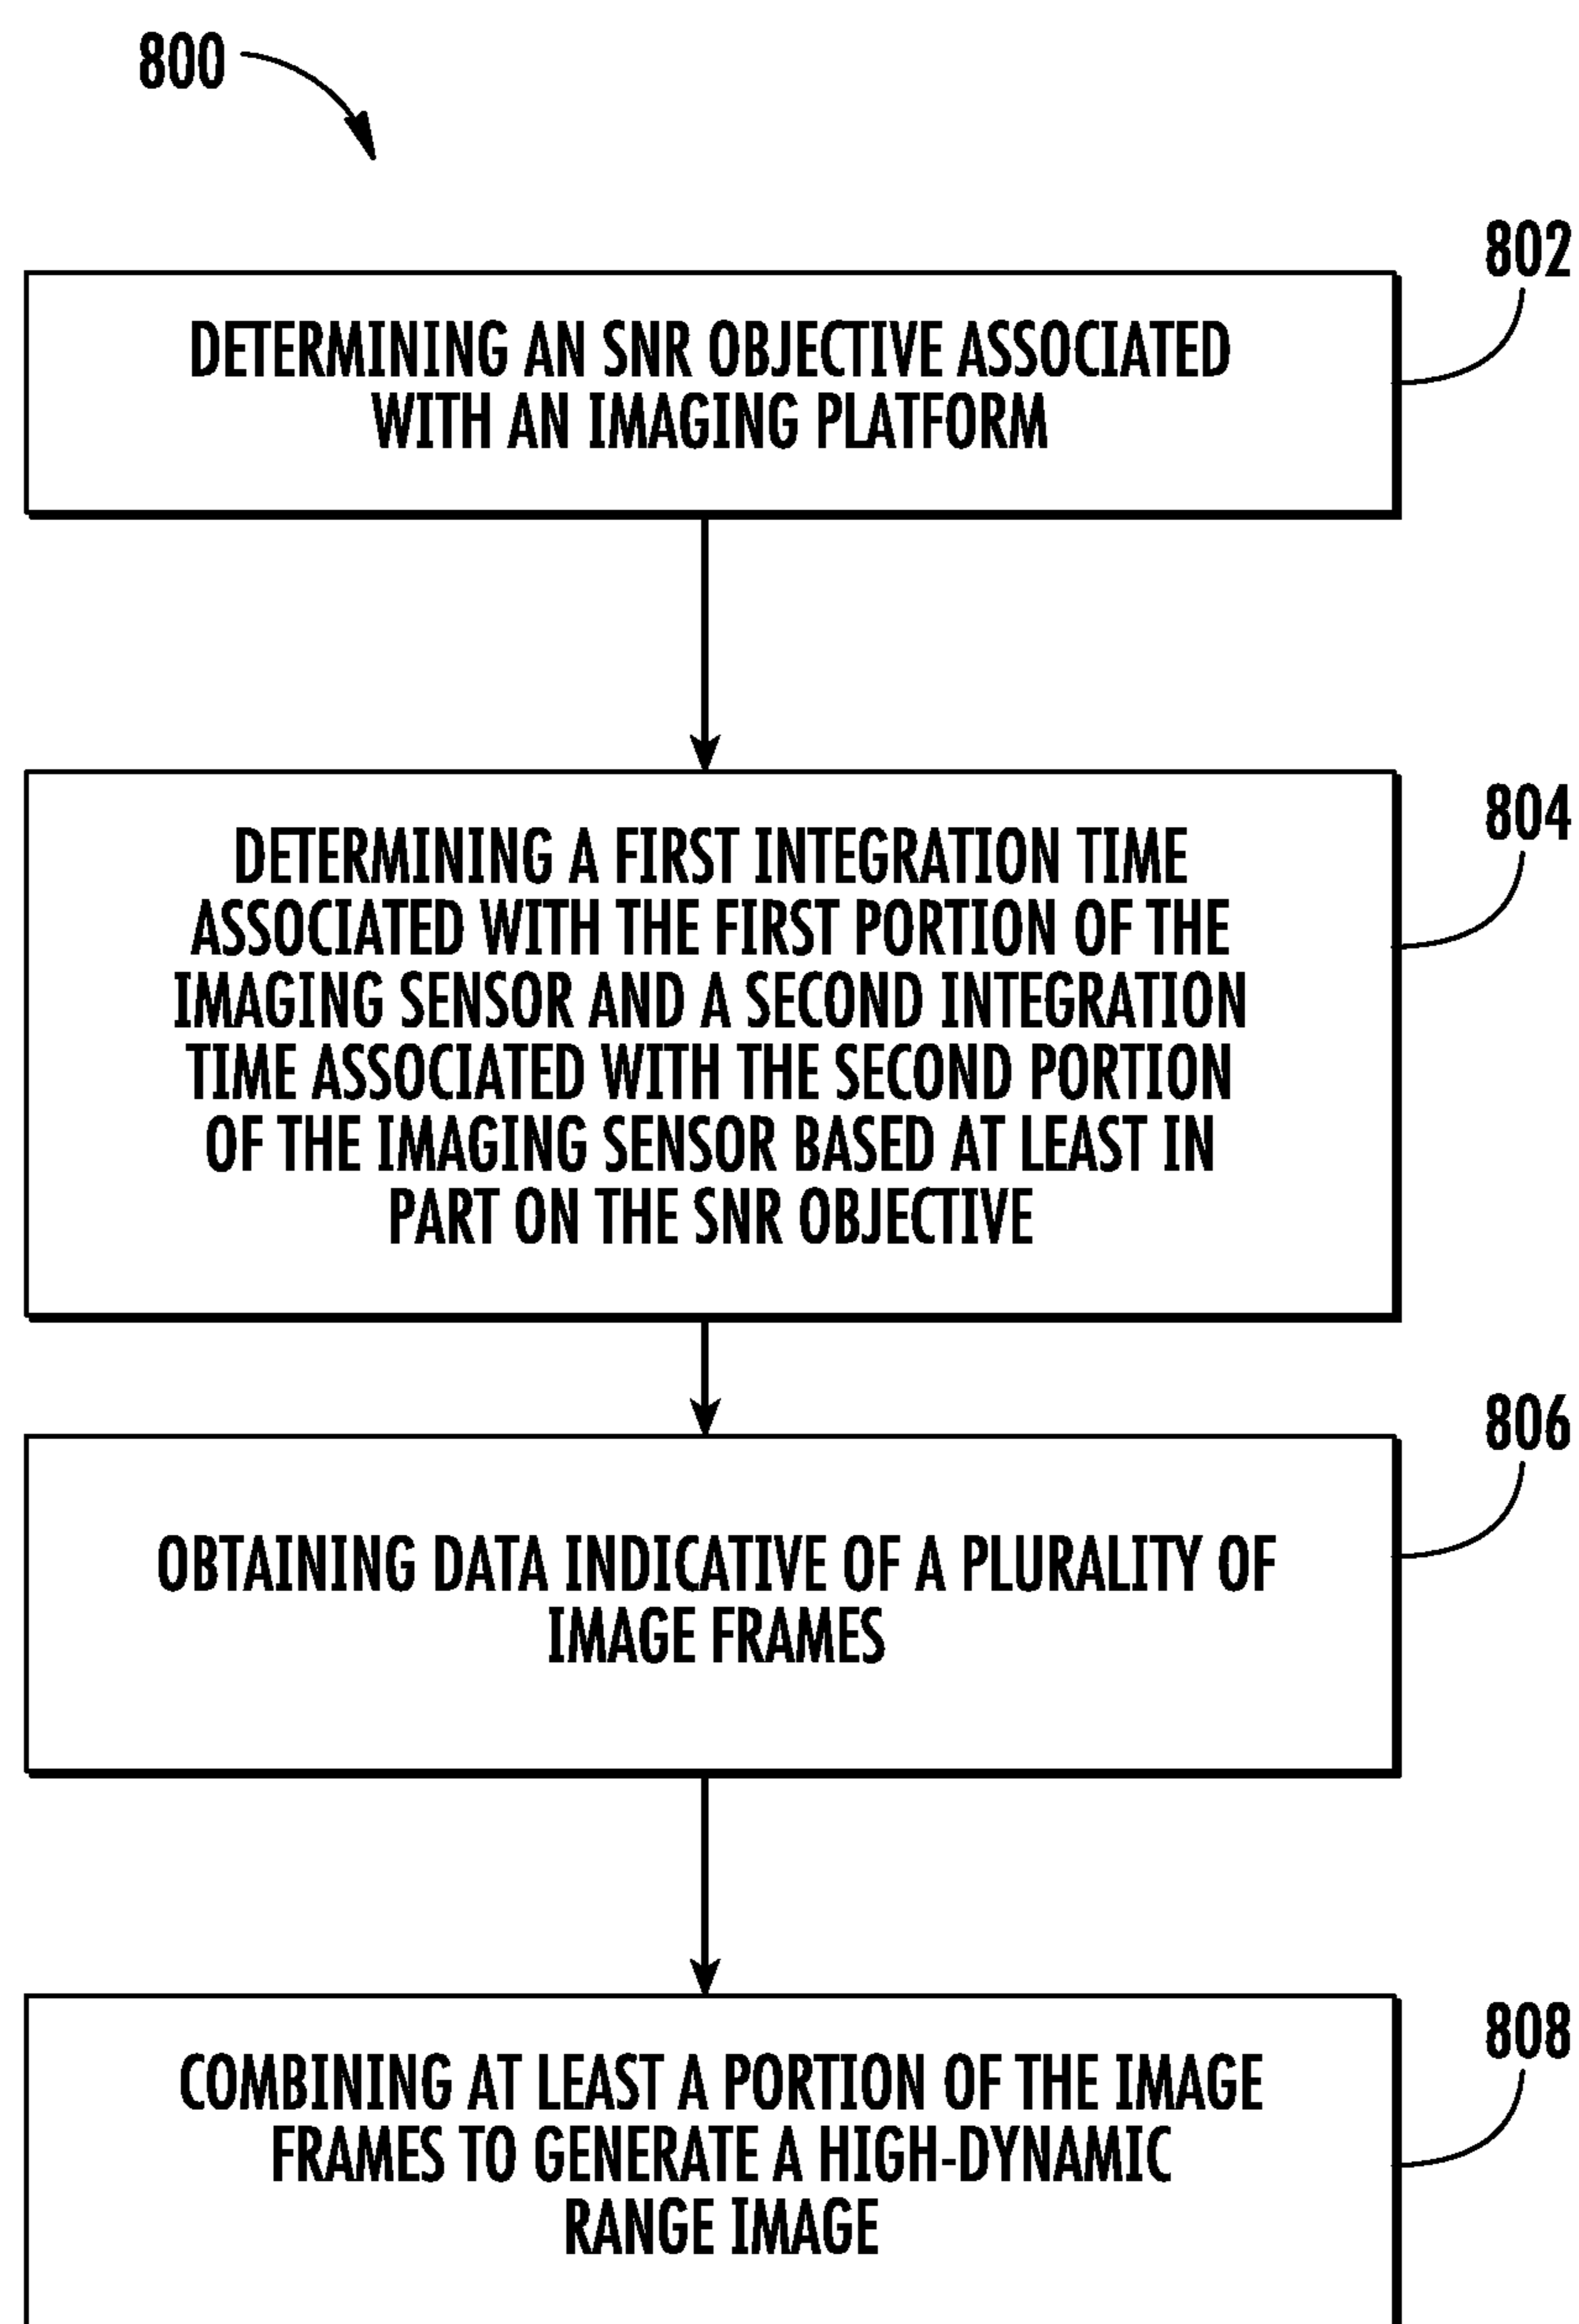 800
802
DETERMINING AN SNR OBJECTIVE ASSOCIATED
WITH AN IMAGING PLATFORM
804
DETERMINING A FIRST INTEGRATION TIME
ASSOCIATED WITH THE FIRST PORTION OF THE
IMAGING SENSOR AND A SECOND INTEGRATION
TIME ASSOCIATED WITH THE SECOND PORTION
OF THE IMAGING SENSOR BASED AT LEAST IN
PART ON THE SNR OBJECTIVE
806
OBTAINING DATA INDICATIVE OF A PLURALITY OF
IMAGE FRAMES
808
COMBINING AT LEAST A PORTION OF THE IMAGE
FRAMES TO GENERATE A HIGH-DYNAMIC
RANGE IMAGE